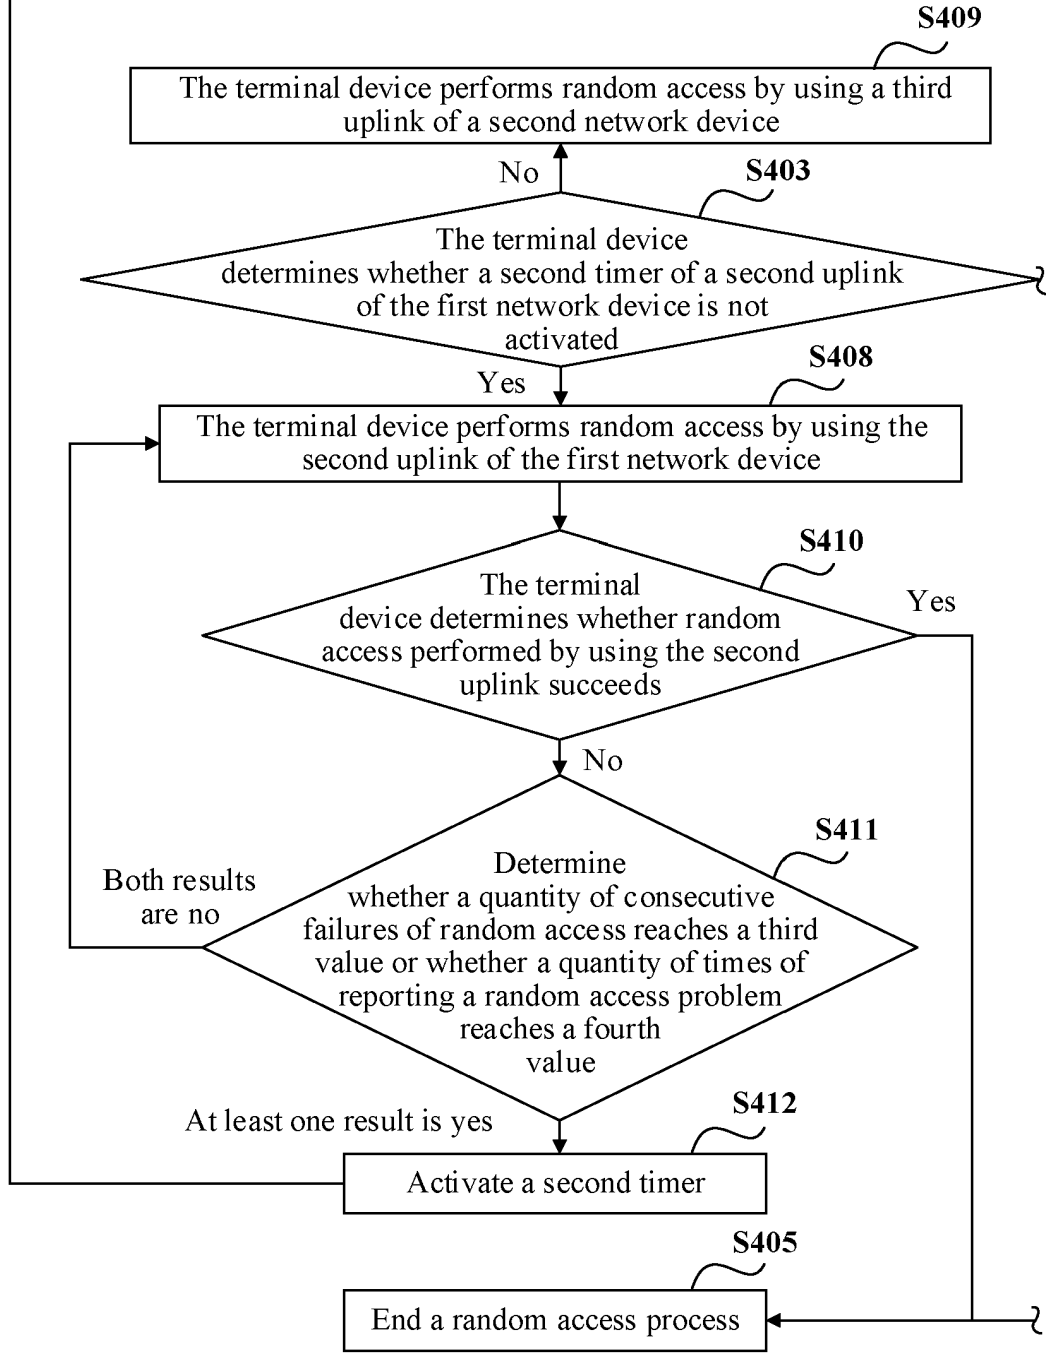 S409
The terminal device performs random access by using a third
uplink of a second network device
No
S403
The terminal device
determines whether a second timer of a second uplink
of the first network device is not
activated
S408
Yes
The terminal device performs random access by using the
second uplink of the first network device
S410
The terminal
device determines whether random
access performed by using the second
uplink succeeds
Yes
No
S411
Both results
are no
Determine
whether a quantity of consecutive
failures of random access reaches a third
value or whether a quantity of times of
reporting a random access problem
reaches a fourth
value
S412
At least one result is yes
Activate a second timer
S405
End a random access process